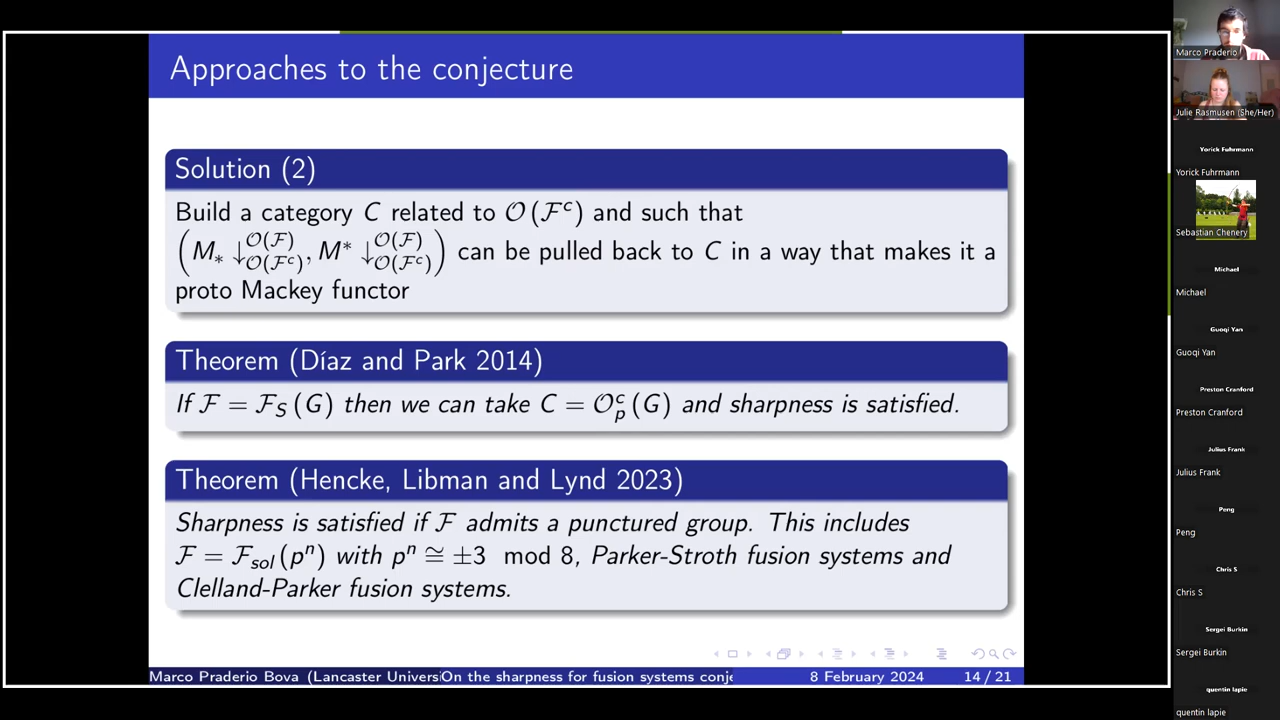 Approaches to the conjecture
Solution (2)
Build a category C related to 𝒪(ℱᶜ) and such that
(M_* ↓^{𝒪(ℱ)}_{𝒪(ℱᶜ)}, M^* ↓^{𝒪(ℱ)}_{𝒪(ℱᶜ)}) can be pulled back to C in a way that makes it a
proto Mackey functor
Theorem (Díaz and Park 2014)
If ℱ = ℱ_S(G) then we can take C = 𝒪_p^c(G) and sharpness is satisfied.
Theorem (Hencke, Libman and Lynd 2023)
Sharpness is satisfied if ℱ admits a punctured group. This includes
ℱ = ℱ_sol(pⁿ) with pⁿ ≅ ±3 mod 8, Parker-Stroth fusion systems and
Clelland-Parker fusion systems.
Marco Praderio Bova (Lancaster Univers On the sharpness for fusion systems conje 8 February 2024 14 / 21
Marco Praderio
Julie Rasmusen (She/Her)
Yorick Fuhrmann
Yorick Fuhrmann
Sebastian Chenery
Michael
Michael
Guoqi Yan
Guoqi Yan
Preston Cranford
Preston Cranford
Julius Frank
Julius Frank
Peng
Peng
Chris S
Chris S
Sergei Burkin
Sergei Burkin
quentin lapie
quentin lapie